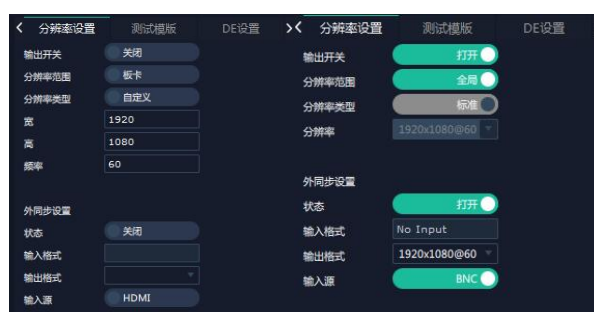 分辨率设置 测试模版 DE设置
输出开关 关闭
分辨率范围 板卡
分辨率类型 自定义
宽 1920
高 1080
频率 60
外同步设置
状态 关闭
输入格式
输出格式
输入源 HDMI
分辨率设置 测试模版 DE设置
输出开关 打开
分辨率范围 全局
分辨率类型 标准
分辨率 1920x1080@60
外同步设置
状态 打开
输入格式 No Input
输出格式 1920x1080@60
输入源 BNC